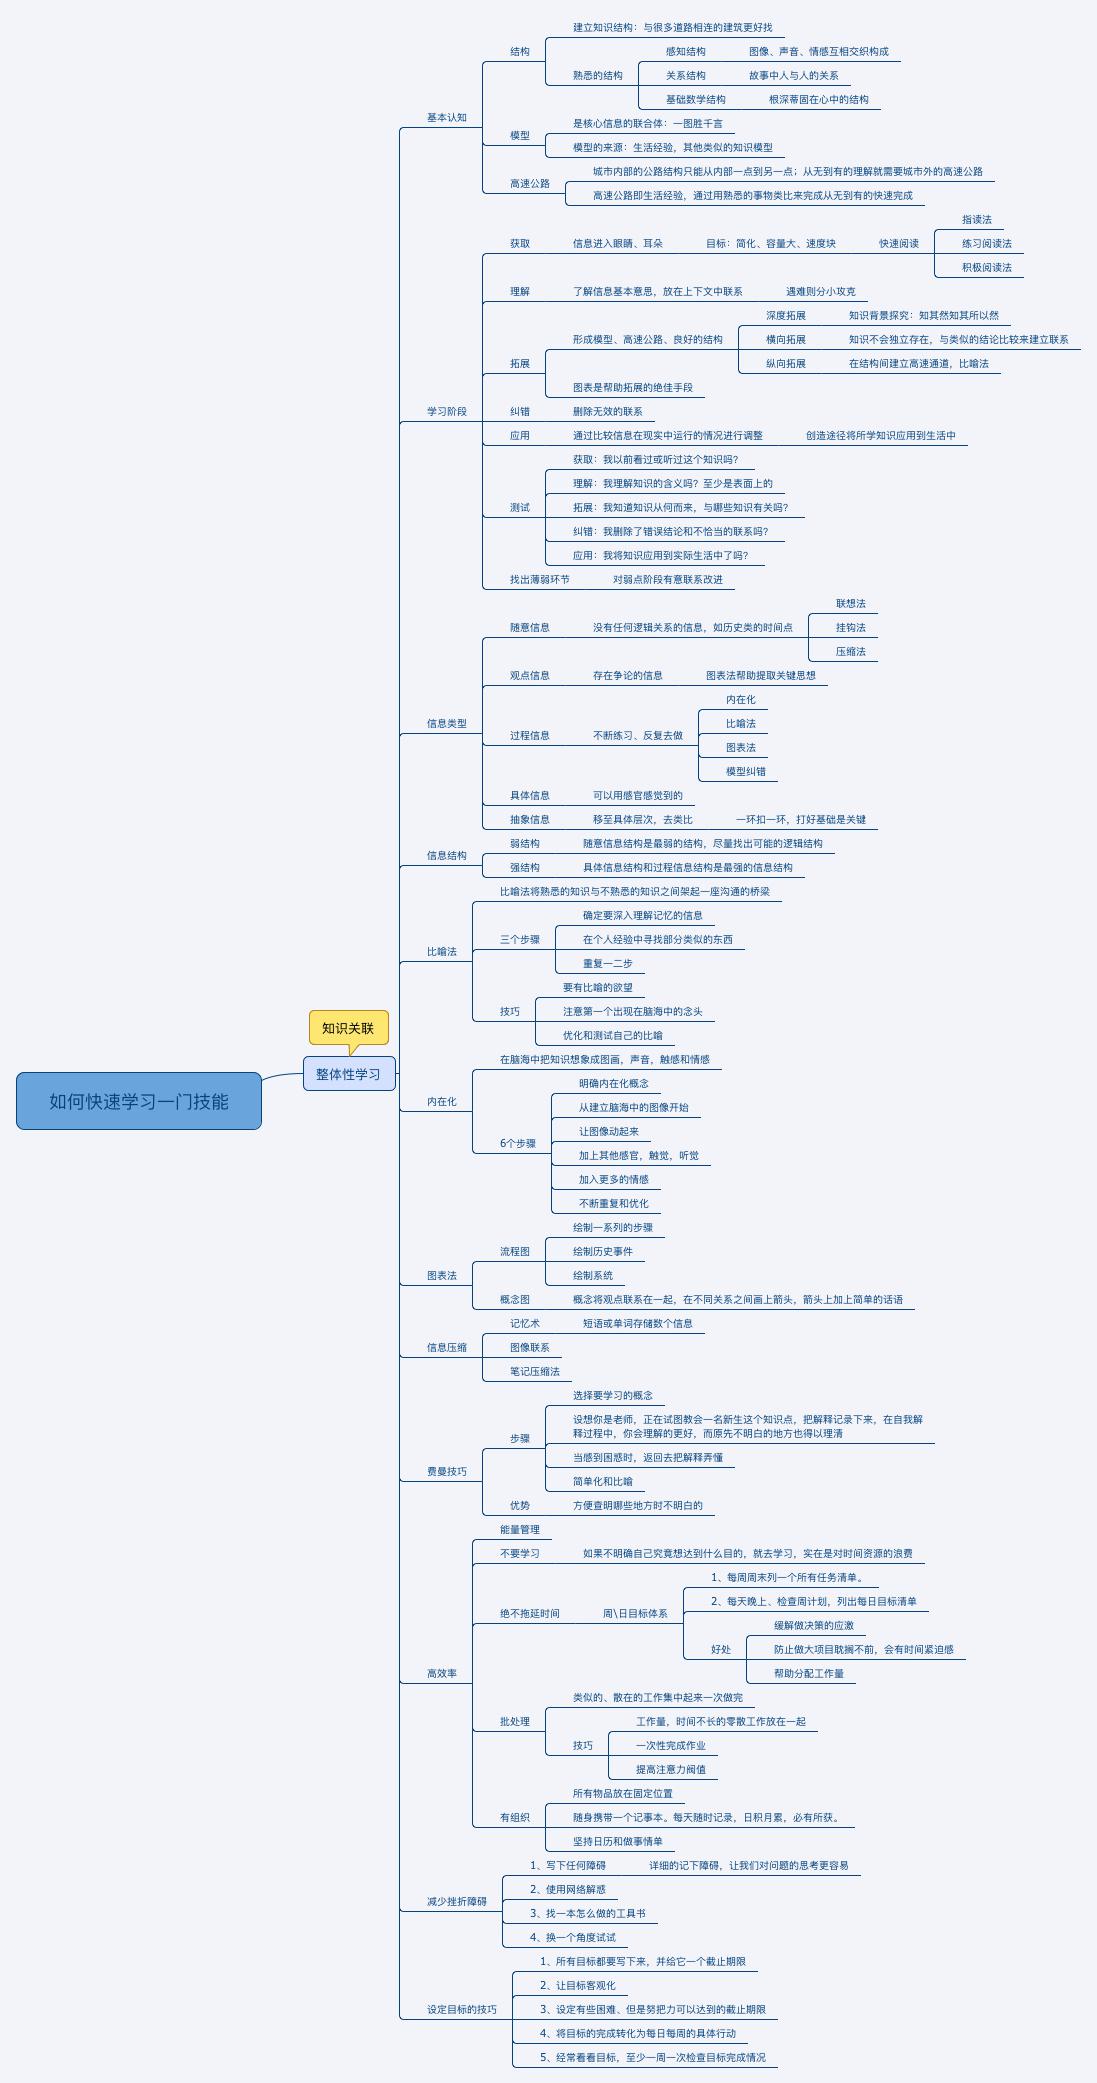 建立知识结构：与很多道路相连的建筑更好找
结构
感知结构
图像、声音、情感互相交织构成
熟悉的结构
关系结构
故事中人与人的关系
基础数学结构
根深蒂固在心中的结构
基本认知
是核心信息的联合体：一图胜千言
模型
模型的来源：生活经验，其他类似的知识模型
城市内部的公路结构只能从内部一点到另一点；从无到有的理解就需要城市外的高速公路
高速公路
高速公路即生活经验，通过用熟悉的事物类比来完成从无到有的快速完成
指读法
获取
信息进入眼睛、耳朵
目标：简化、容量大、速度块
快速阅读
练习阅读法
积极阅读法
理解
了解信息基本意思，放在上下文中联系
遇难则分小攻克
深度拓展
知识背景探究：知其然知其所以然
形成模型、高速公路、良好的结构
横向拓展
知识不会独立存在，与类似的结论比较来建立联系
拓展
纵向拓展
在结构间建立高速通道，比喻法
图表是帮助拓展的绝佳手段
学习阶段
纠错
删除无效的联系
应用
通过比较信息在现实中运行的情况进行调整
创造途径将所学知识应用到生活中
获取：我以前看过或听过这个知识吗？
理解：我理解知识的含义吗？至少是表面上的
测试
拓展：我知道知识从何而来，与哪些知识有关吗？
纠错：我删除了错误结论和不恰当的联系吗？
应用：我将知识应用到实际生活中了吗？
找出薄弱环节
对弱点阶段有意联系改进
联想法
随意信息
没有任何逻辑关系的信息，如历史类的时间点
挂钩法
压缩法
观点信息
存在争论的信息
图表法帮助提取关键思想
内在化
信息类型
过程信息
不断练习、反复去做
比喻法
图表法
模型纠错
具体信息
可以用感官感觉到的
抽象信息
移至具体层次，去类比
一环扣一环，打好基础是关键
弱结构
随意信息结构是最弱的结构，尽量找出可能的逻辑结构
信息结构
强结构
具体信息结构和过程信息结构是最强的信息结构
比喻法将熟悉的知识与不熟悉的知识之间架起一座沟通的桥梁
确定要深入理解记忆的信息
三个步骤
在个人经验中寻找部分类似的东西
比喻法
重复一二步
要有比喻的欲望
技巧
注意第一个出现在脑海中的念头
优化和测试自己的比喻
知识关联
如何快速学习一门技能
整体性学习
在脑海中把知识想象成图画，声音，触感和情感
明确内在化概念
内在化
从建立脑海中的图像开始
让图像动起来
6个步骤
加上其他感官，触觉，听觉
加入更多的情感
不断重复和优化
绘制一系列的步骤
流程图
绘制历史事件
图表法
绘制系统
概念图
概念将观点联系在一起，在不同关系之间画上箭头，箭头上加上简单的话语
记忆术
短语或单词存储数个信息
信息压缩
图像联系
笔记压缩法
选择要学习的概念
设想你是老师，正在试图教会一名新生这个知识点，把解释记录下来，在自我解
释过程中，你会理解的更好，而原先不明白的地方也得以理清
步骤
当感到困惑时，返回去把解释弄懂
费曼技巧
简单化和比喻
优势
方便查明哪些地方时不明白的
能量管理
不要学习
如果不明确自己究竟想达到什么目的，就去学习，实在是对时间资源的浪费
1、每周周末列一个所有任务清单。
2、每天晚上、检查周计划，列出每日目标清单
绝不拖延时间
周\日目标体系
缓解做决策的应激
好处
防止做大项目耽搁不前，会有时间紧迫感
帮助分配工作量
高效率
类似的、散在的工作集中起来一次做完
批处理
工作量，时间不长的零散工作放在一起
技巧
一次性完成作业
提高注意力阀值
所有物品放在固定位置
有组织
随身携带一个记事本。每天随时记录，日积月累，必有所获。
坚持日历和做事情单
1、写下任何障碍
详细的记下障碍，让我们对问题的思考更容易
2、使用网络解惑
减少挫折障碍
3、找一本怎么做的工具书
4、换一个角度试试
1、所有目标都要写下来，并给它一个截止期限
2、让目标客观化
设定目标的技巧
3、设定有些困难、但是努把力可以达到的截止期限
4、将目标的完成转化为每日每周的具体行动
5、经常看看目标，至少一周一次检查目标完成情况